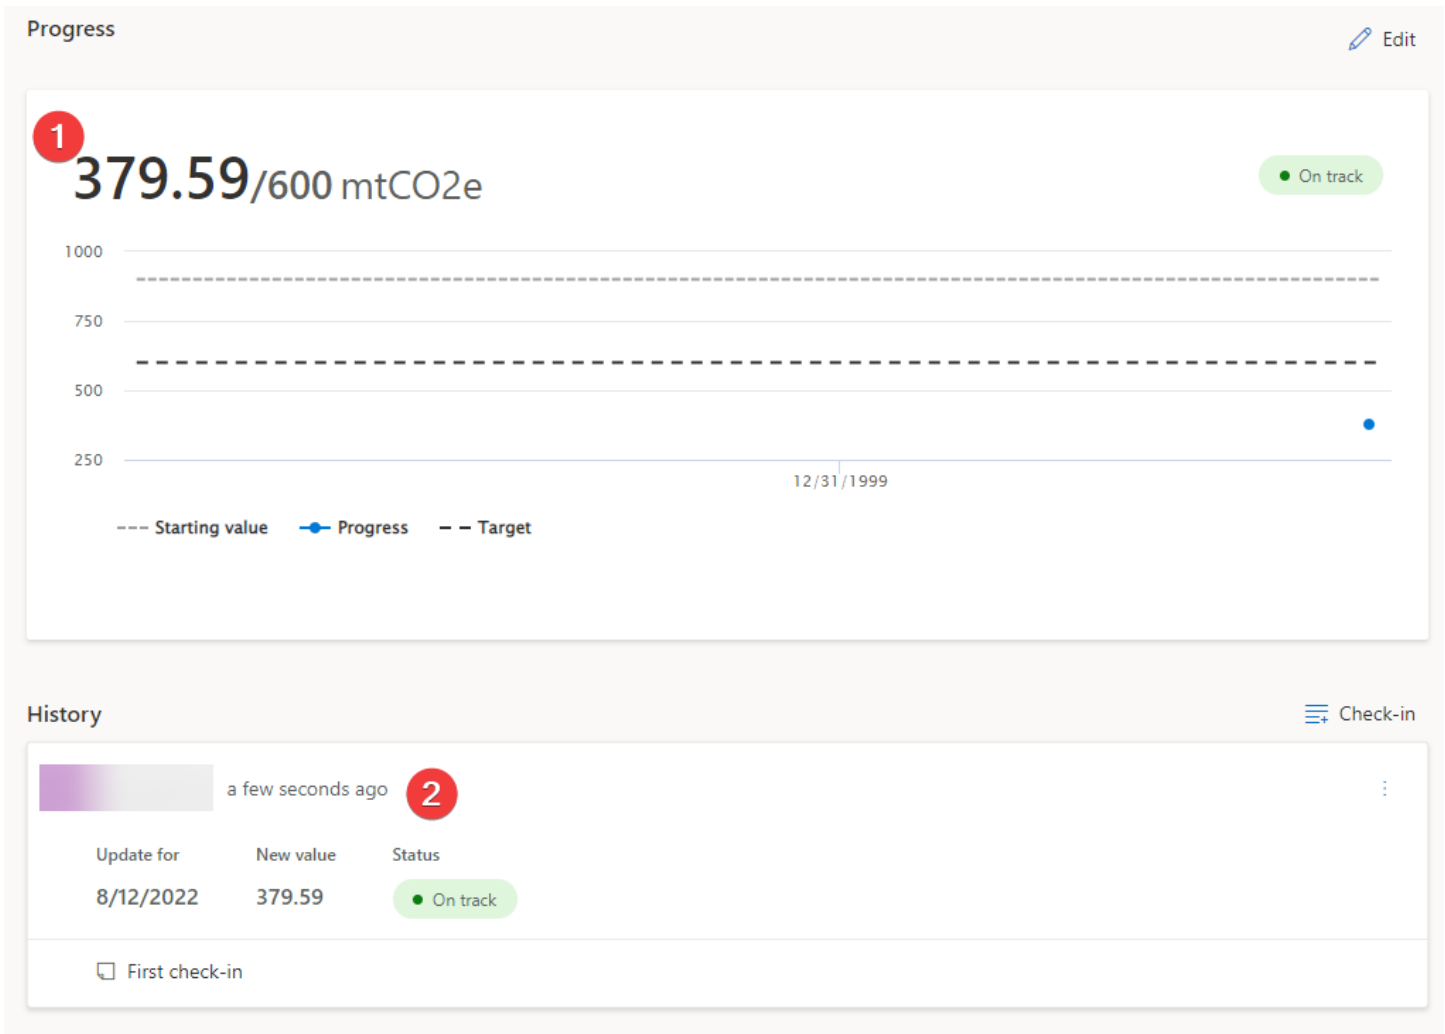 Progress
Edit
1
379.59/600 mtCO2e
On track
1000
750
500
250
12/31/1999
Starting value Progress Target
History
Check-in
a few seconds ago 2
Update for New value Status
8/12/2022 379.59 On track
First check-in